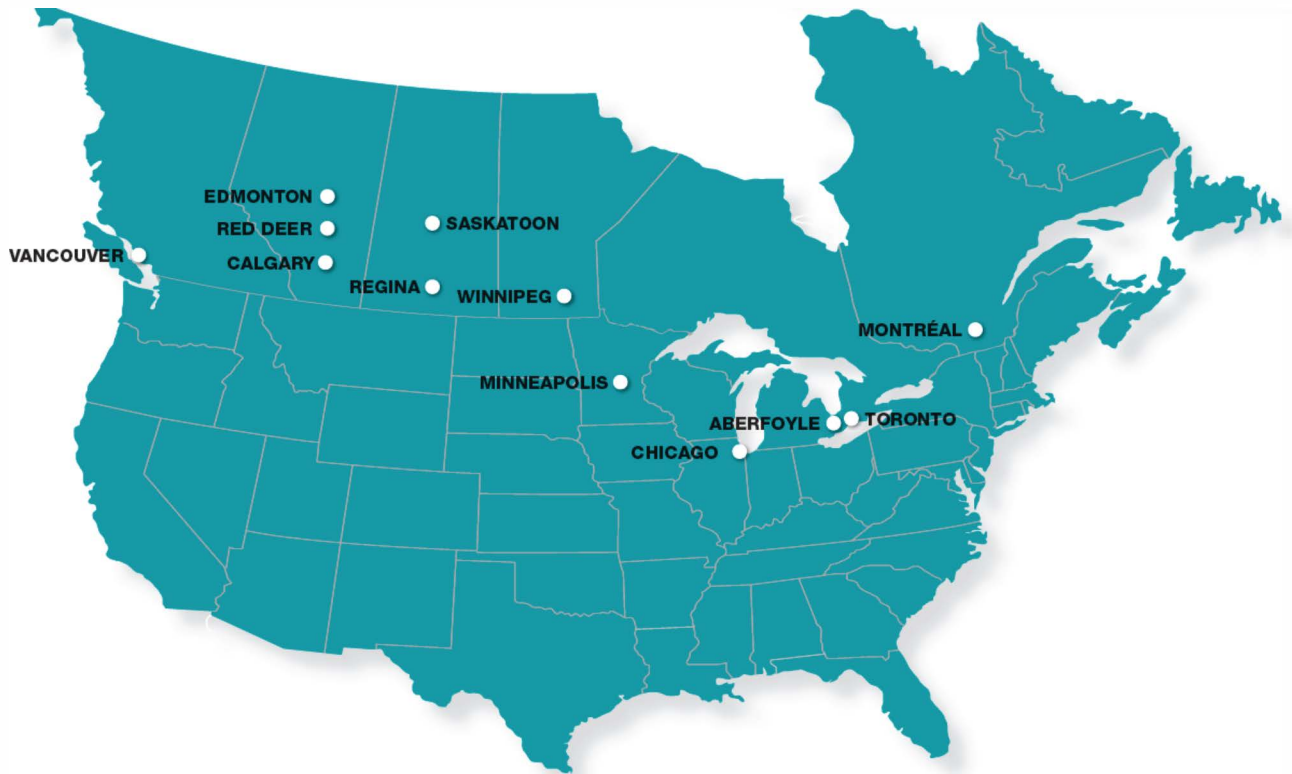 EDMONTON
SASKATOON
RED DEER
VANCOUVER
CALGARY
REGINA
WINNIPEG
MONTRÉAL
MINNEAPOLIS
ABERFOYLE
TORONTO
CHICAGO